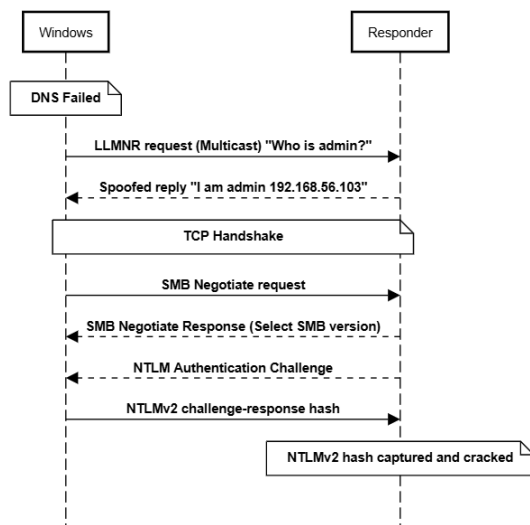 Windows
Responder
DNS Failed
LLMNR request (Multicast) "Who is admin?"
Spoofed reply "I am admin 192.168.56.103"
TCP Handshake
SMB Negotiate request
SMB Negotiate Response (Select SMB version)
NTLM Authentication Challenge
NTLMv2 challenge-response hash
NTLMv2 hash captured and cracked